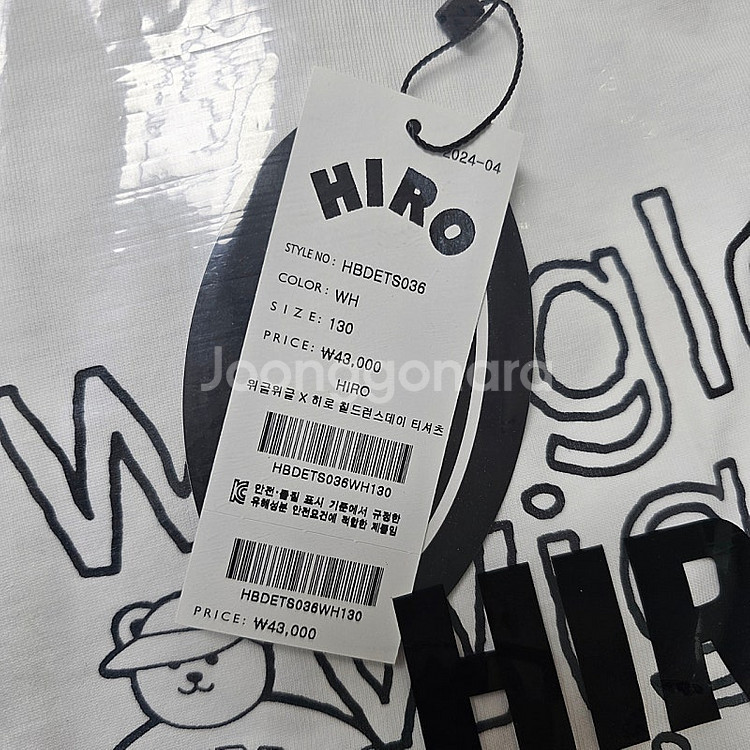 2024-04
HIRO
STYLE NO : HBDETS036
COLOR : WH
SIZE : 130
PRICE : ₩43,000
HIRO
위글위글 X 히로 칠드런스데이 티셔츠
HBDETS036WH130
KC 안전·품질 표시 기준에서 규정한
유해성분 안전요건에 적합한 제품임
HBDETS036WH130
PRICE : ₩43,000
Joonggonara
HIR